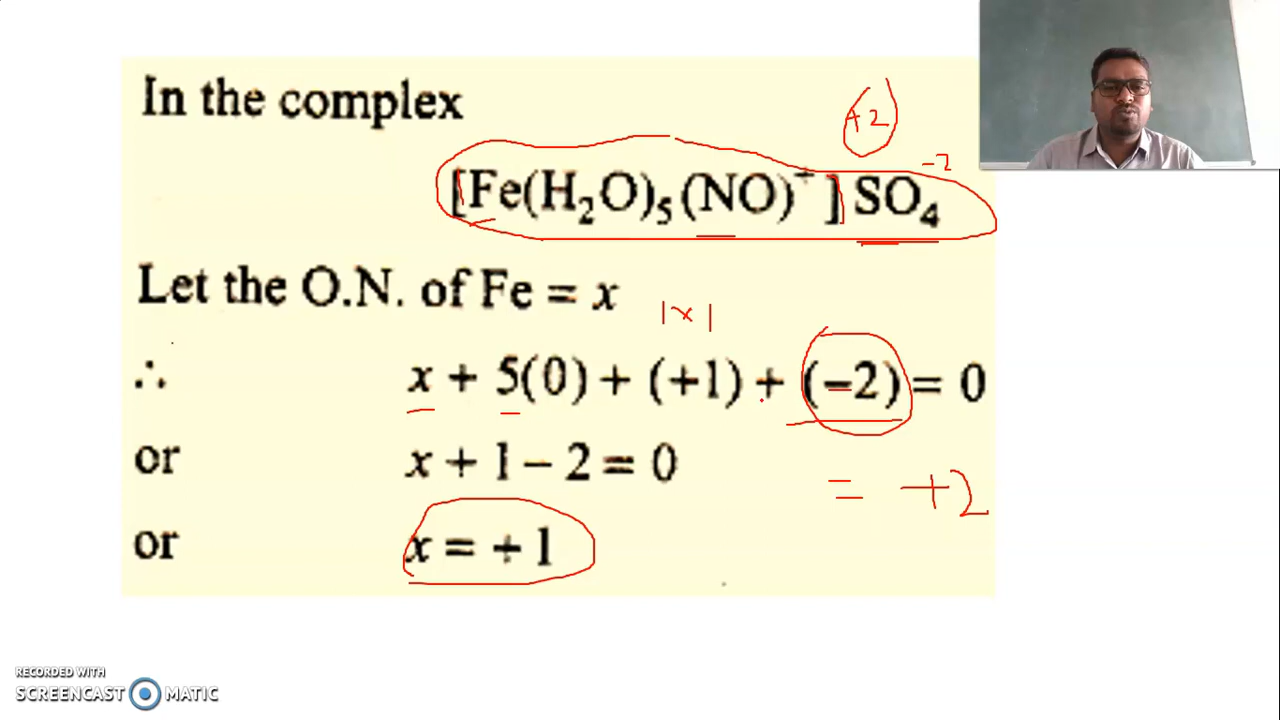 In the complex
+2
-2
[Fe(H₂O)₅(NO)⁺]SO₄
Let the O.N. of Fe = x
1×1
∴ x + 5(0) + (+1) + (−2) = 0
or x + 1 − 2 = 0
= +2
or x = +1
RECORDED WITH
SCREENCAST MATIC